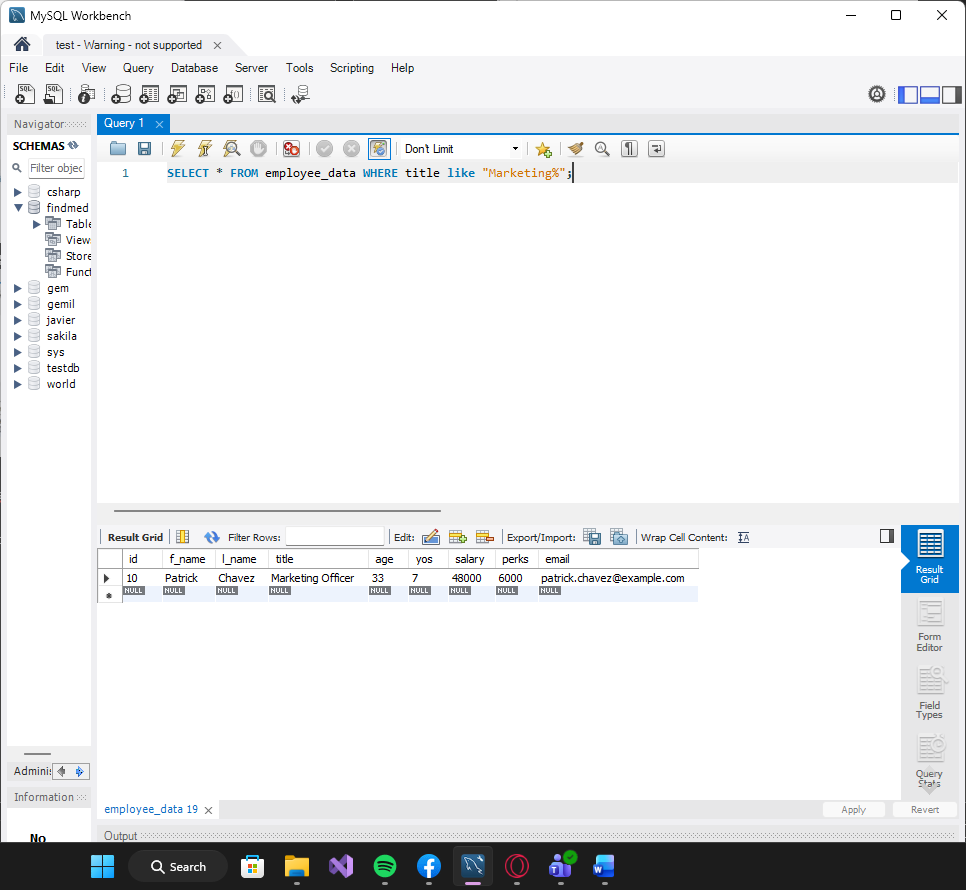 MySQL Workbench
test - Warning - not supported
File Edit View Query Database Server Tools Scripting Help
Navigator
Query 1
SCHEMAS
Don't Limit
Filter objec
1 SELECT * FROM employee_data WHERE title like "Marketing%";
csharp
findmed
Table
Views
Store
Funct
gem
gemil
javier
sakila
sys
testdb
world
Result Grid Filter Rows: Edit: Export/Import: Wrap Cell Content: IA
id f_name l_name title age yos salary perks email
10 Patrick Chavez Marketing Officer 33 7 48000 6000 patrick.chavez@example.com
NULL NULL NULL NULL NULL NULL NULL NULL NULL
Result
Grid
Form
Editor
Field
Types
Query
Stats
Adminis
Information
No
employee_data 19
Apply Revert
Output
Search